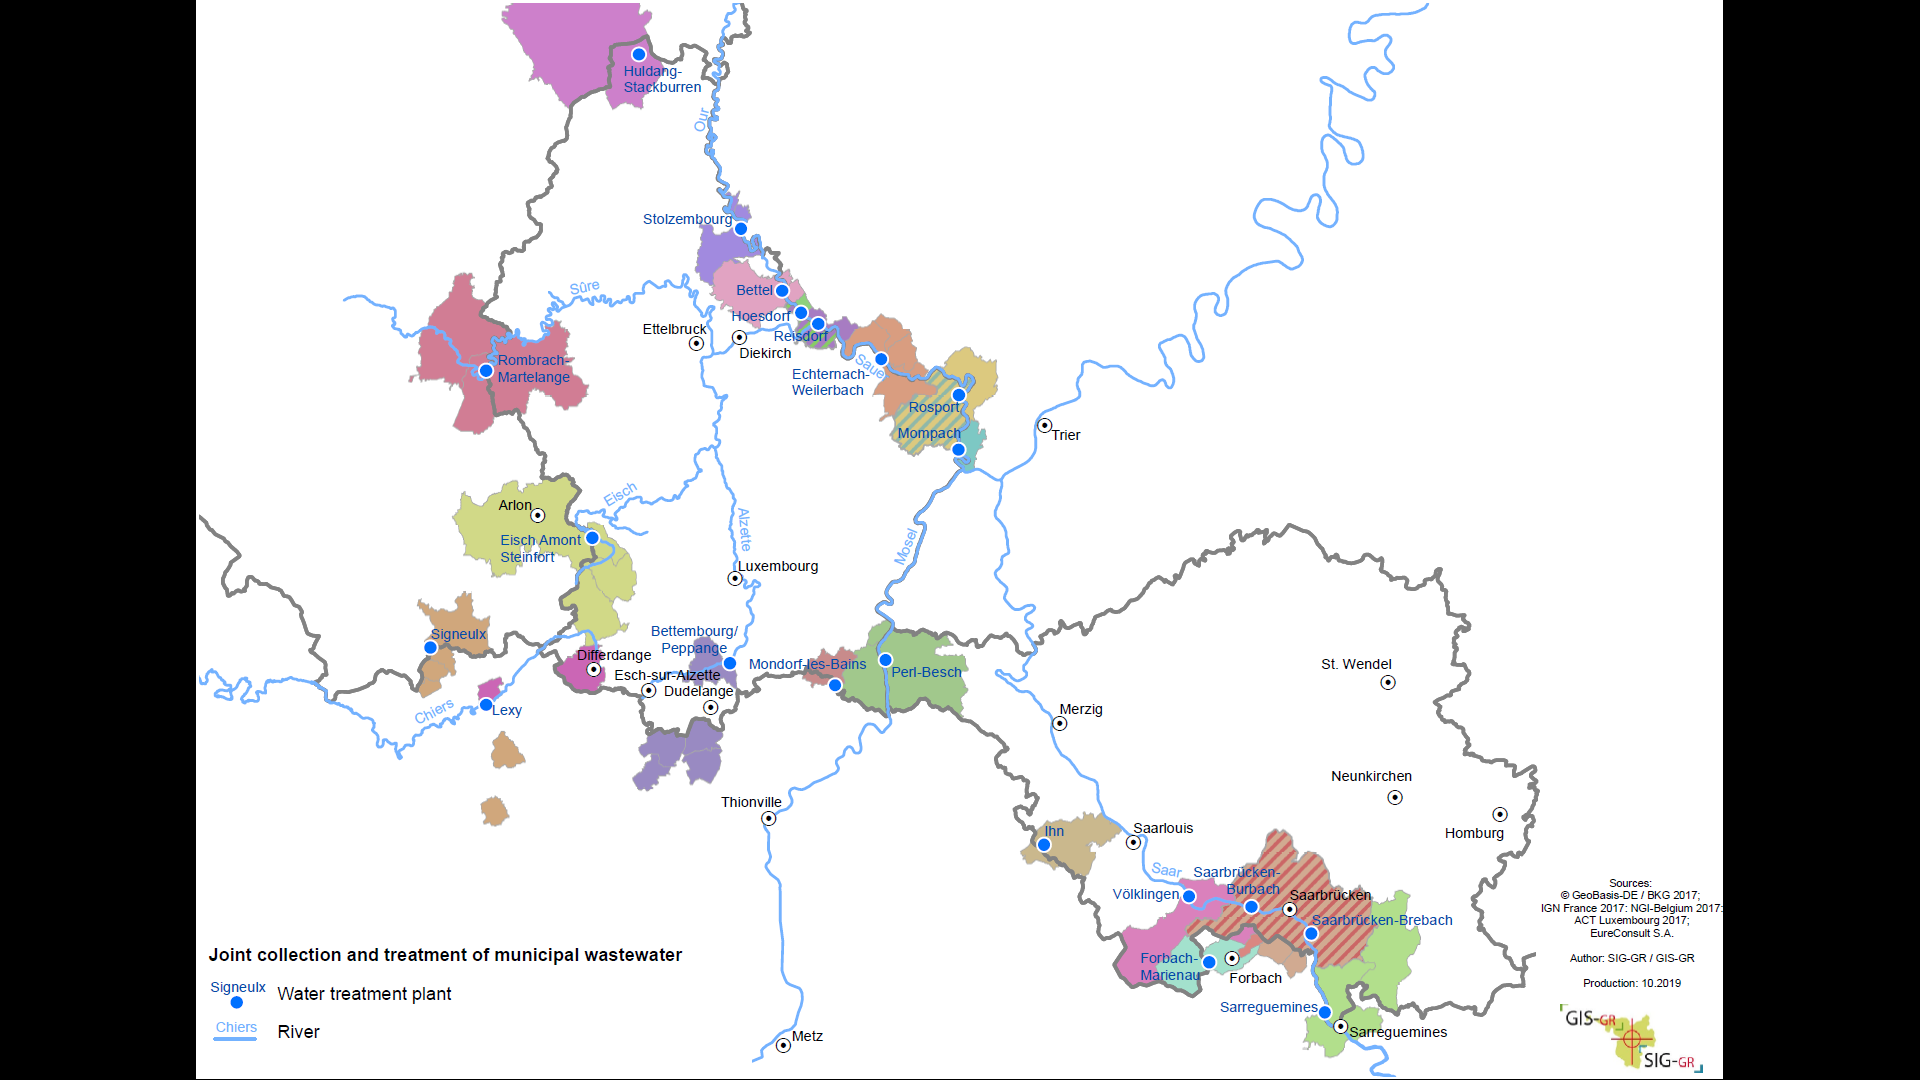 Huldang-
Stackburren
Our
Stolzembourg
Sûre
Bettel
Hoesdorf
Ettelbruck
Reisdorf
Diekirch
Saue
Rombrach-
Martelange
Echternach-
Weilerbach
Rosport
Mompach
Trier
Arlon
Eisch
Alzette
Eisch Amont
Steinfort
Mosel
Luxembourg
Signeulx
Bettembourg/
Peppange
Differdange
Mondorf-les-Bains
Esch-sur-Alzette
Perl-Besch
Dudelange
St. Wendel
Chiers
Lexy
Merzig
Neunkirchen
Thionville
Ihn
Saarlouis
Homburg
Saar
Saarbrücken-
Burbach
Völklingen
Saarbrücken
Saarbrücken-Brebach
Forbach-
Marienau
Forbach
Sarreguemines
Sarreguemines
Metz
Joint collection and treatment of municipal wastewater
Signeulx
Water treatment plant
Chiers
River
Sources:
© GeoBasis-DE / BKG 2017;
IGN France 2017: NGI-Belgium 2017:
ACT Luxembourg 2017;
EureConsult S.A.
Author: SIG-GR / GIS-GR
Production: 10.2019
GIS-GR
SIG-GR